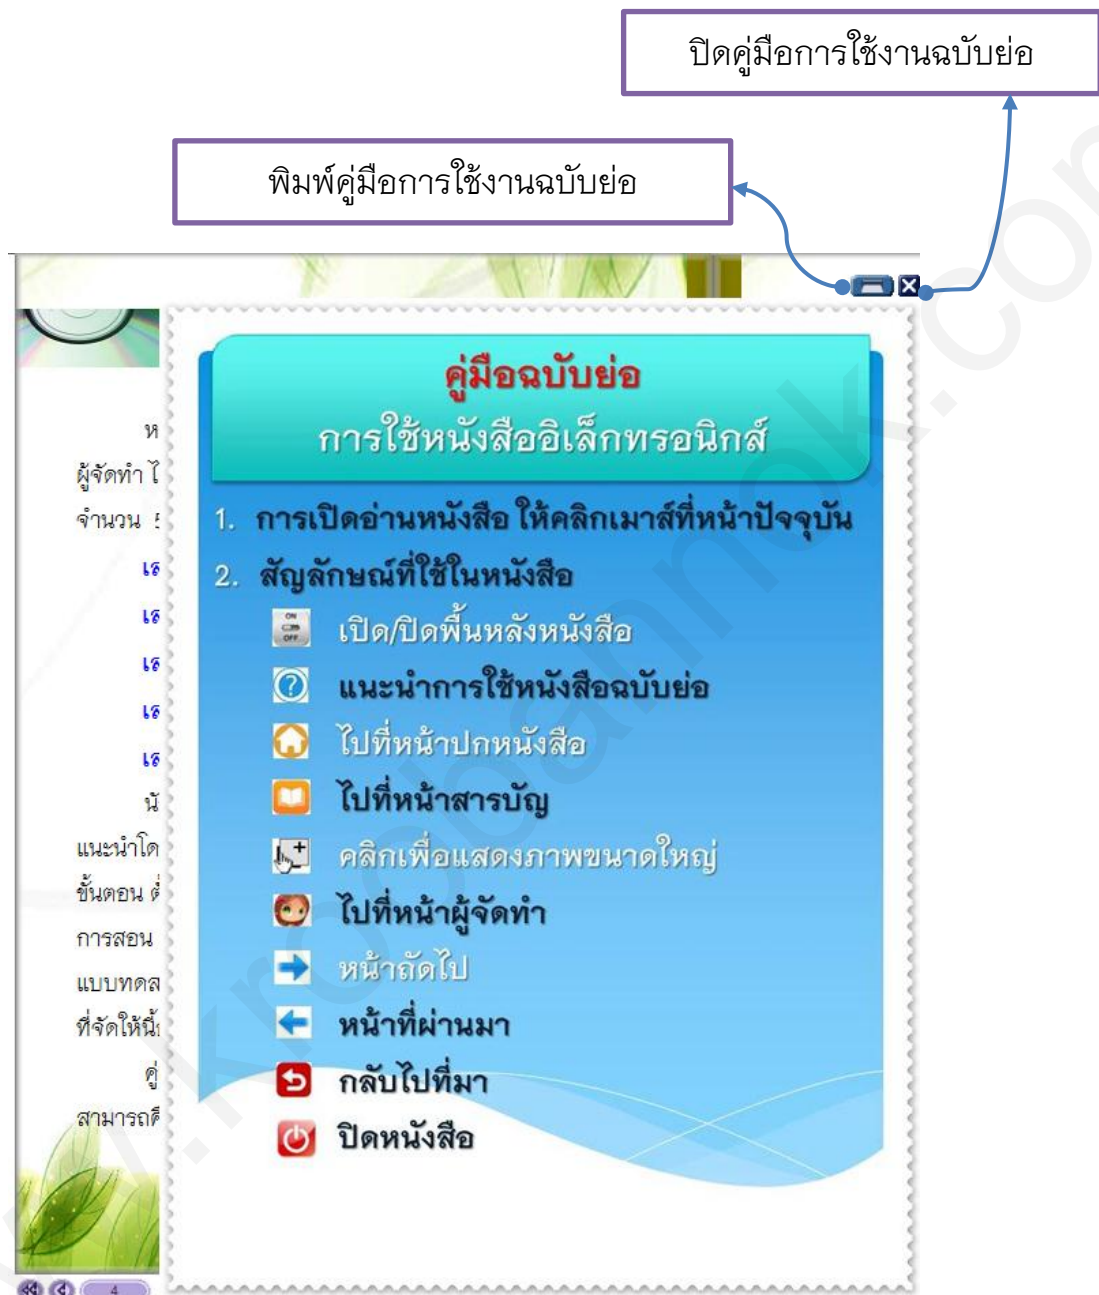 ปิดคู่มือการใช้งานฉบับย่อ
พิมพ์คู่มือการใช้งานฉบับย่อ
คู่มือฉบับย่อ
การใช้หนังสืออิเล็กทรอนิกส์
1. การเปิดอ่านหนังสือ ให้คลิกเมาส์ที่หน้าปัจจุบัน
2. สัญลักษณ์ที่ใช้ในหนังสือ
ON
OFF
เปิด/ปิดพื้นหลังหนังสือ
แนะนำการใช้หนังสือฉบับย่อ
ไปที่หน้าปกหนังสือ
ไปที่หน้าสารบัญ
คลิกเพื่อแสดงภาพขนาดใหญ่
ไปที่หน้าผู้จัดทำ
หน้าถัดไป
หน้าที่ผ่านมา
กลับไปที่มา
ปิดหนังสือ
ห
ผู้จัดทำ ไ
จำนวน
นั
แนะนำโด
ขั้นตอน
การสอน
แบบทดส
ที่จัดให้นี้
คู่
สามารถศึ
4